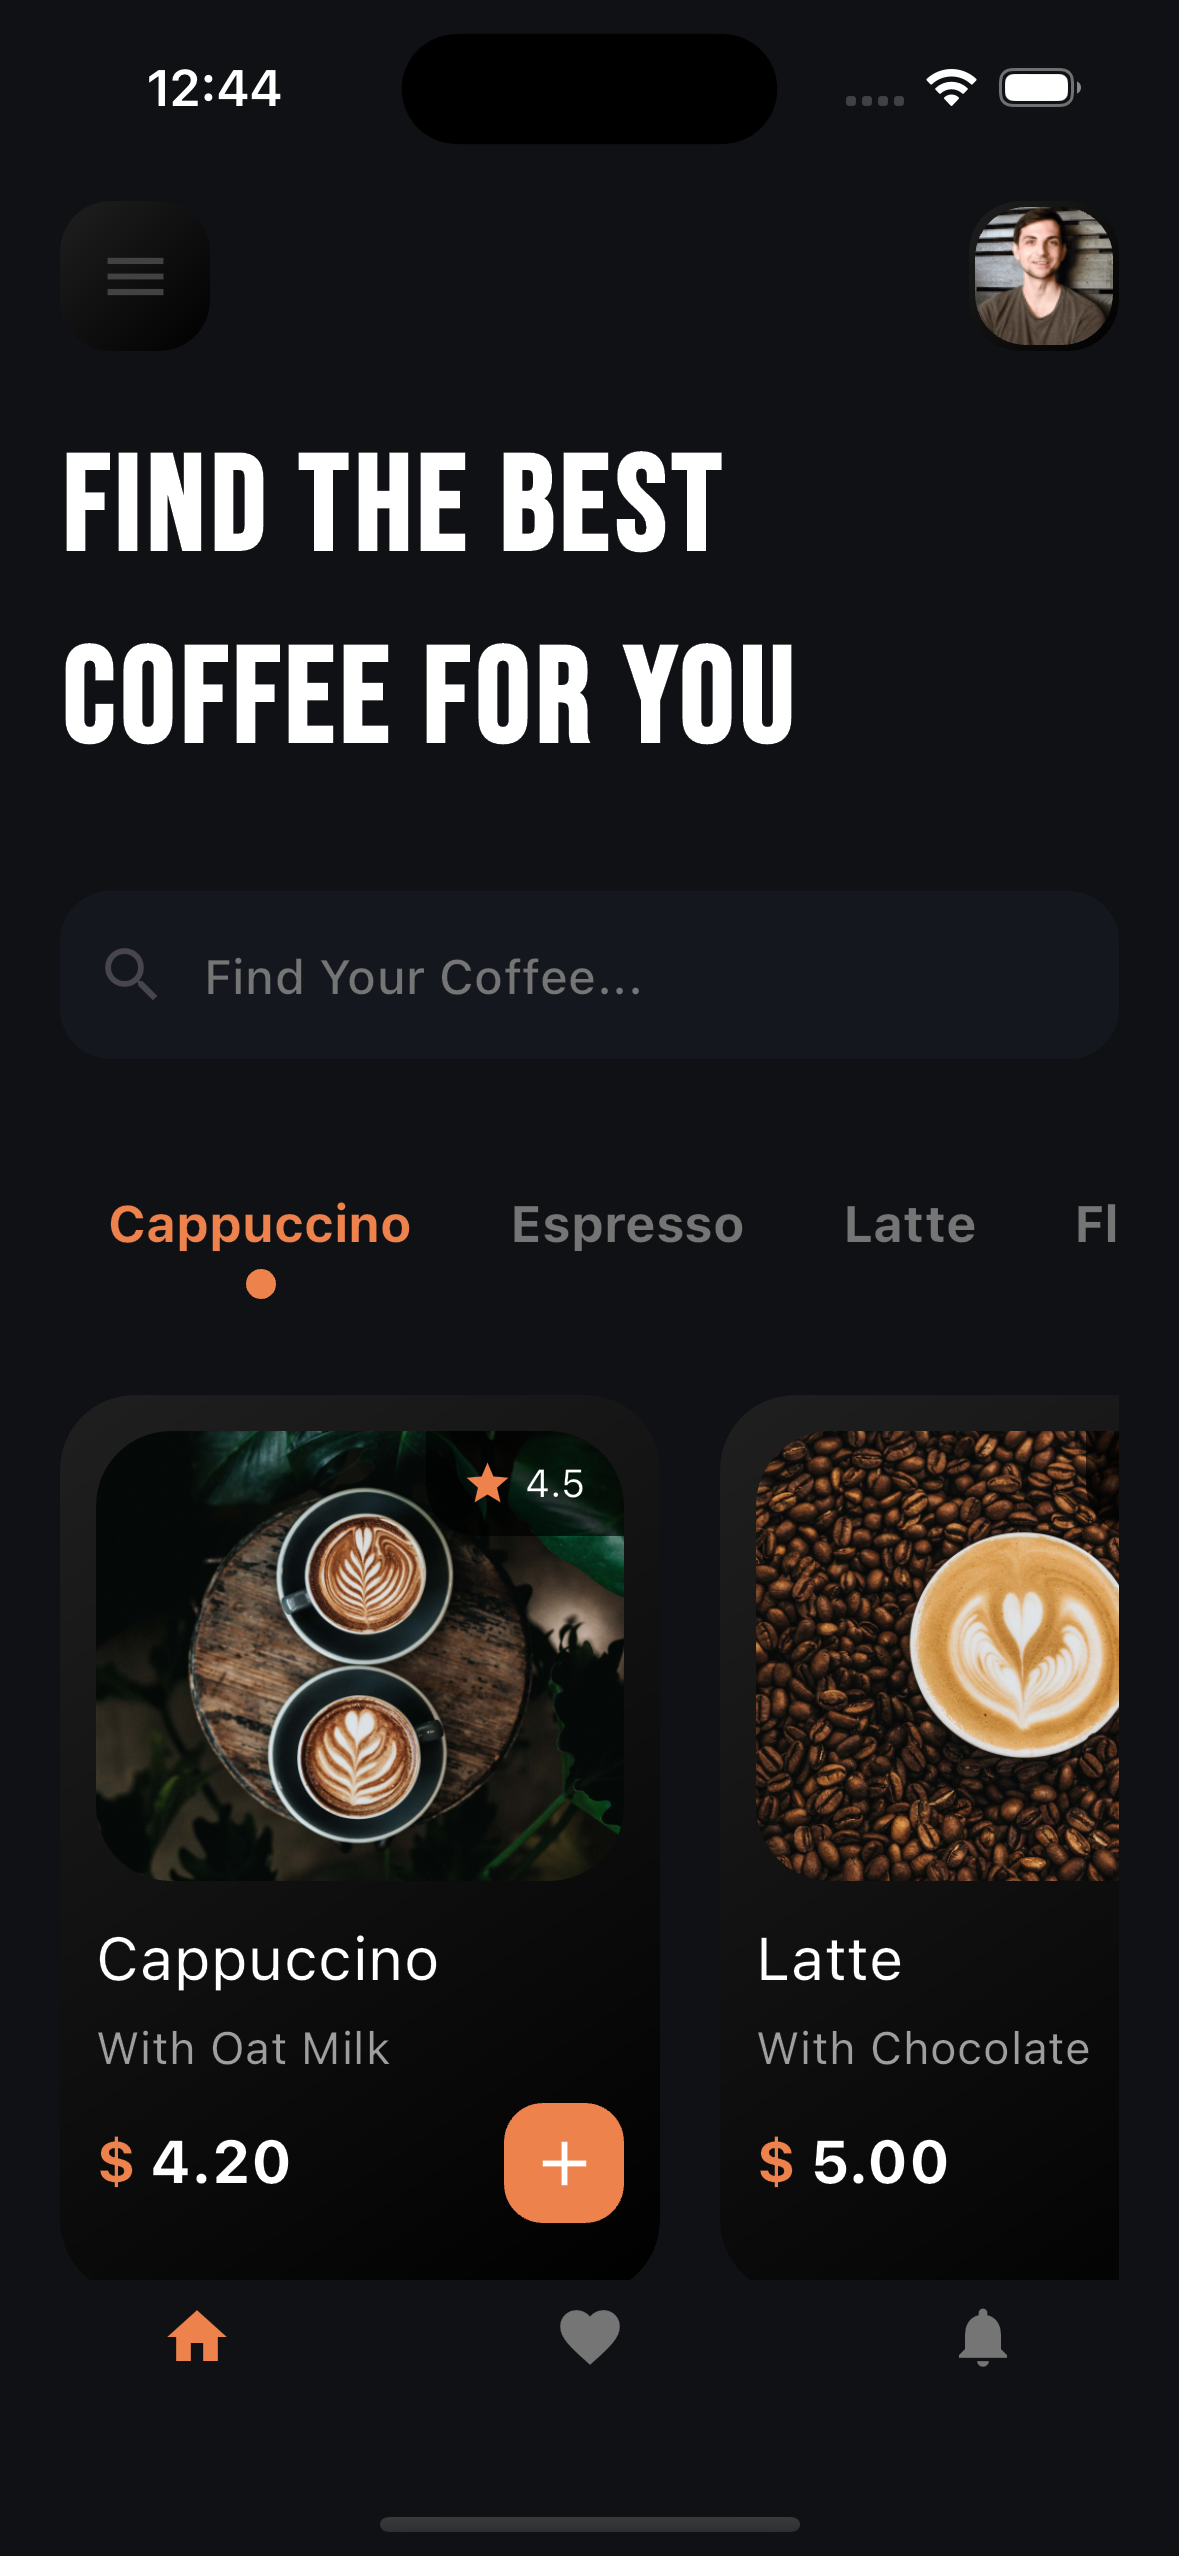 12:44
FIND THE BEST
COFFEE FOR YOU
Find Your Coffee...
Cappuccino Espresso Latte Fl
4.5
Cappuccino
With Oat Milk
$ 4.20
Latte
With Chocolate
$ 5.00